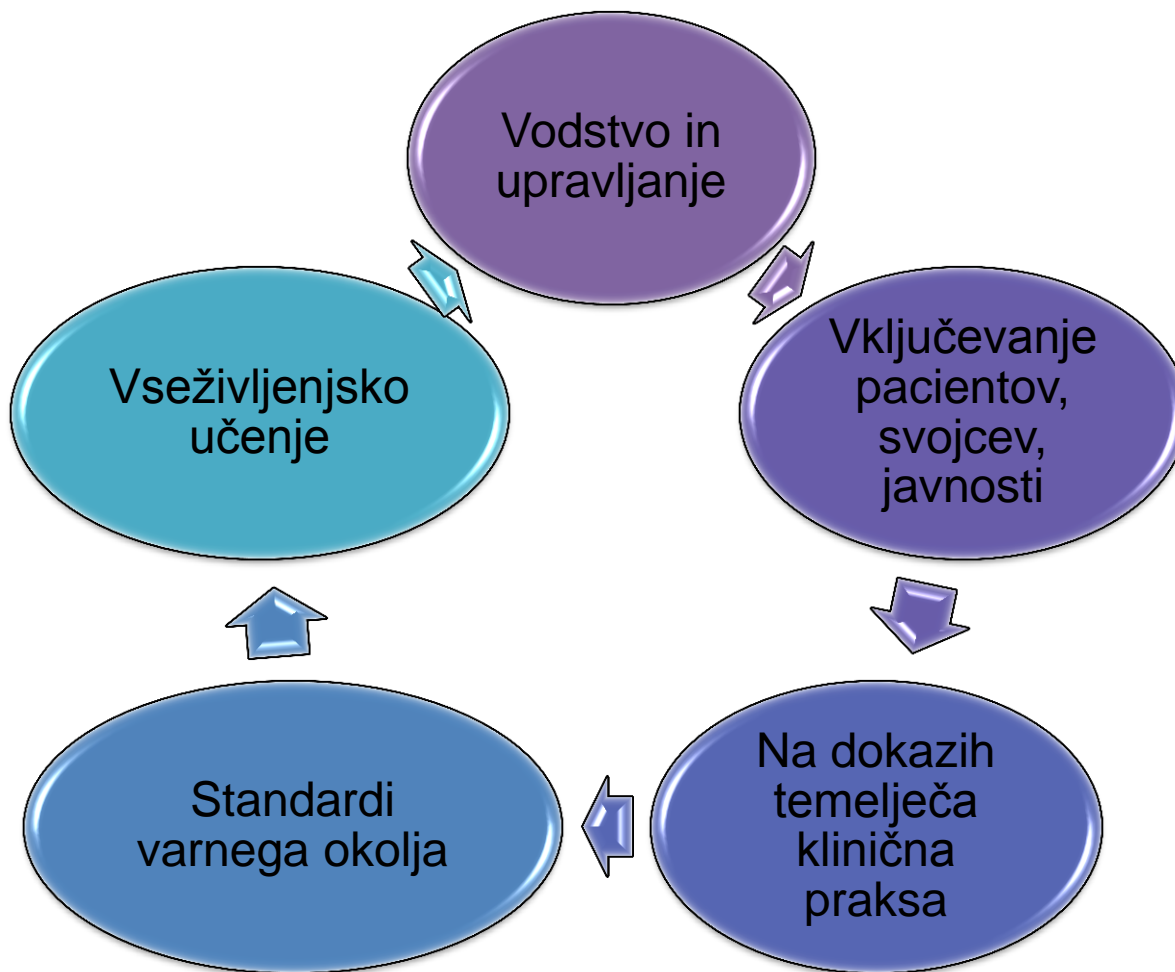 Vodstvo in
upravljanje
Vključevanje
pacientov,
svojcev,
javnosti
Na dokazih
temelječa
klinična
praksa
Standardi
varnega okolja
Vseživljenjsko
učenje